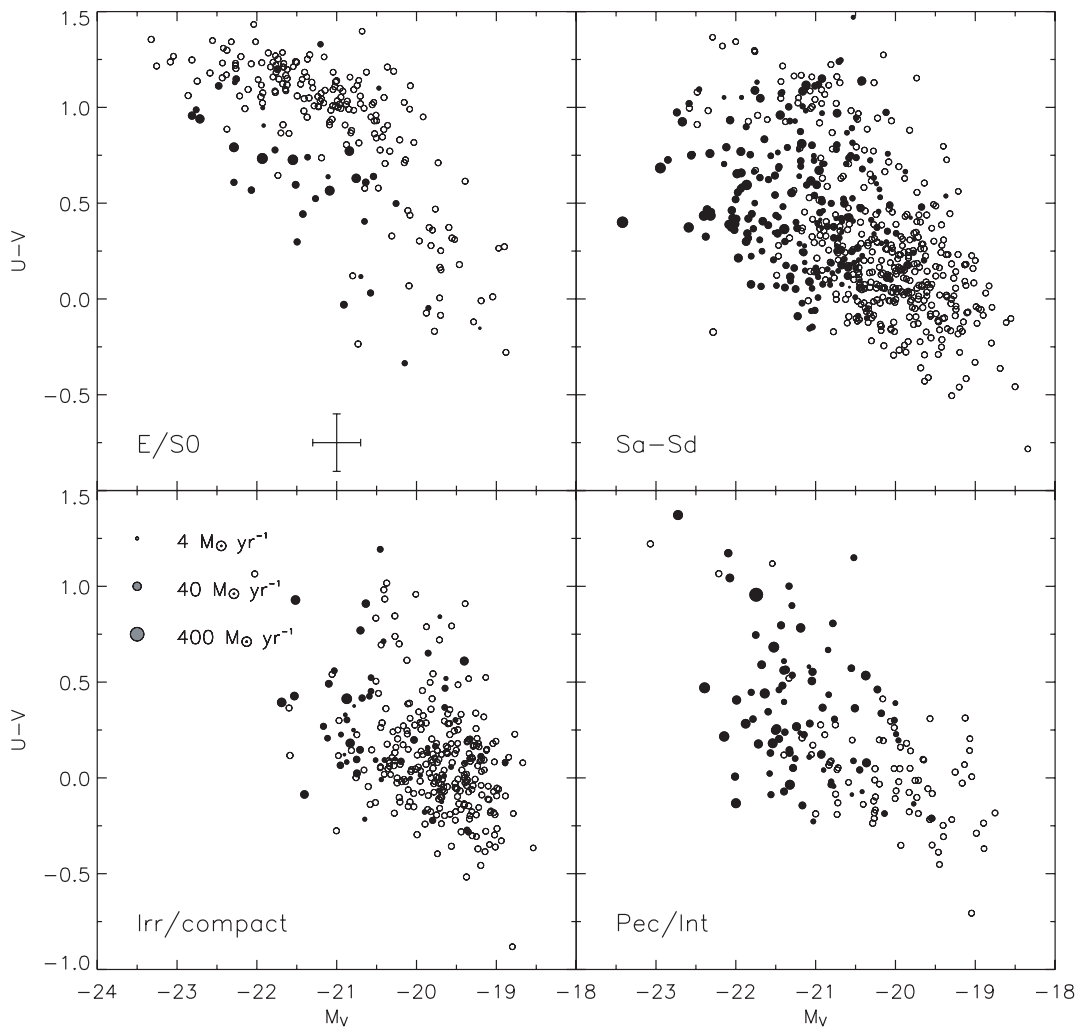 1.5
1.0
0.5
0.0
−0.5
U−V
E/S0
Sa−Sd
1.5
1.0
0.5
0.0
−0.5
−1.0
U−V
4 M⊙ yr⁻¹
40 M⊙ yr⁻¹
400 M⊙ yr⁻¹
Irr/compact
Pec/Int
−24 −23 −22 −21 −20 −19 −18 −23 −22 −21 −20 −19 −18
M_V M_V